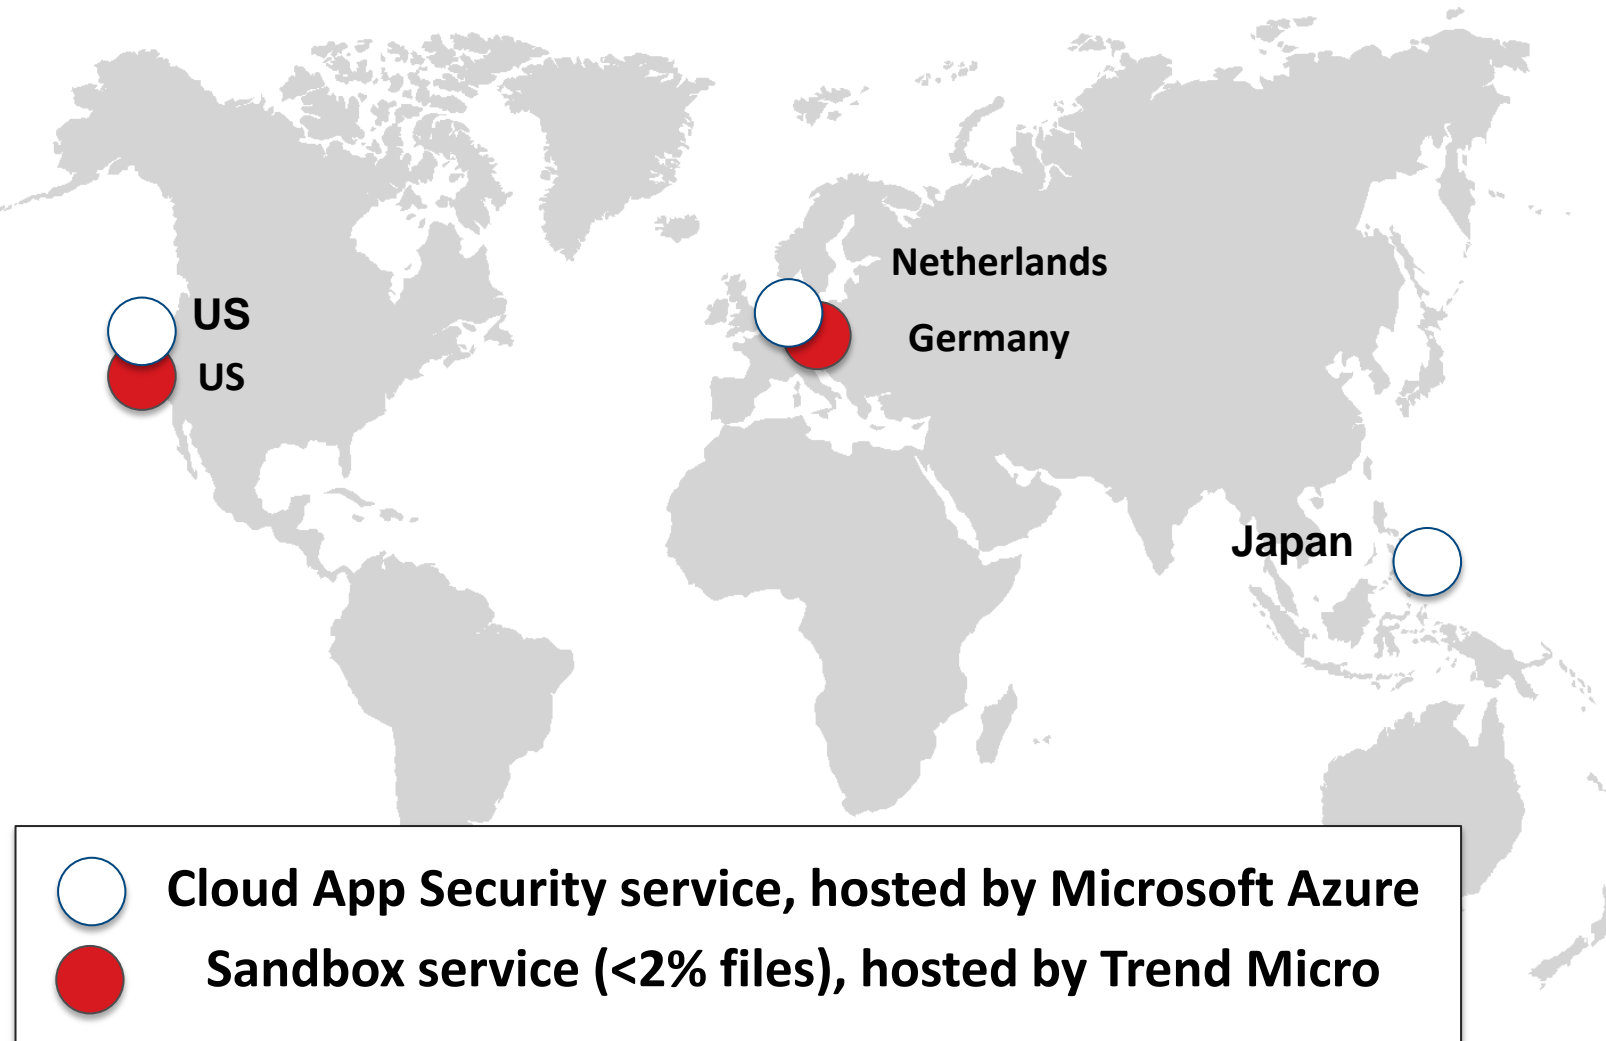 Netherlands
US
Germany
US
Japan
Cloud App Security service, hosted by Microsoft Azure
Sandbox service (<2% files), hosted by Trend Micro